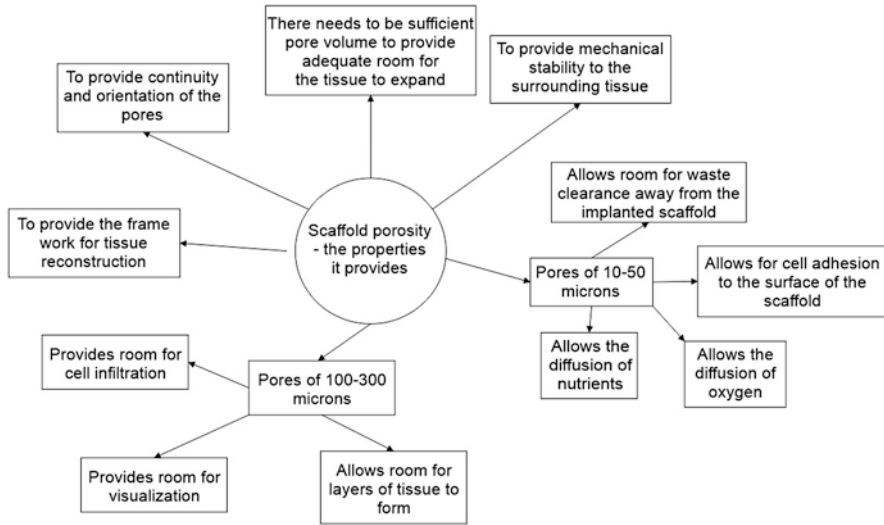 There needs to be sufficient
pore volume to provide
adequate room for
the tissue to expand
To provide continuity
and orientation of the
pores
To provide mechanical
stability to the
surrounding tissue
Allows room for waste
clearance away from the
implanted scaffold
To provide the frame
work for tissue
reconstruction
Scaffold porosity
- the properties
it provides
Pores of 10-50
microns
Allows for cell adhesion
to the surface of the
scaffold
Allows the
diffusion of
nutrients
Allows the
diffusion of
oxygen
Provides room for
cell infiltration
Pores of 100-300
microns
Provides room for
visualization
Allows room for
layers of tissue to
form